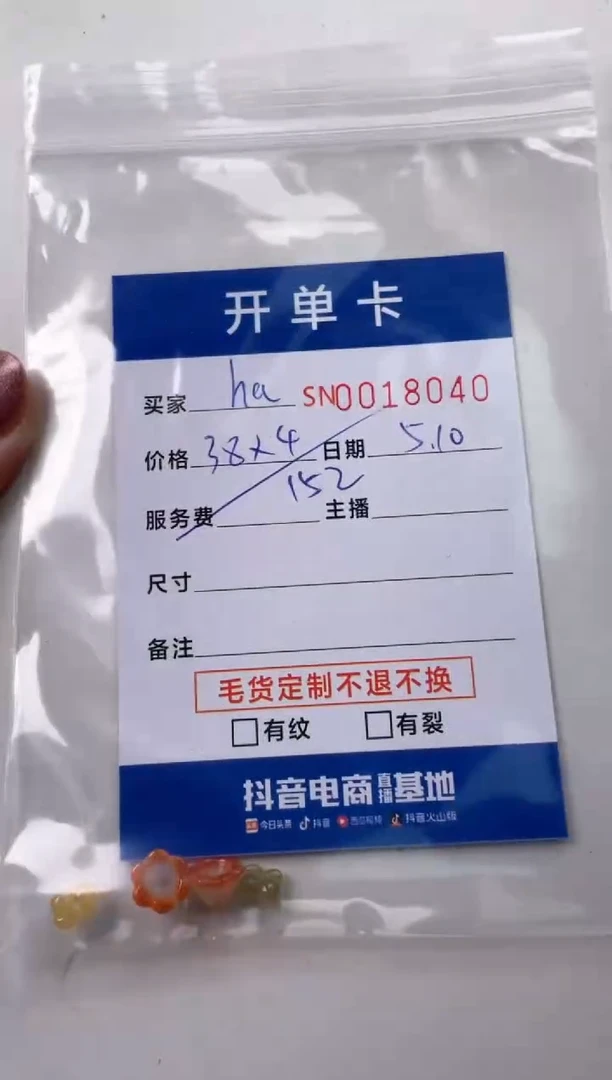 开单卡
买家 ha SN0018040
价格 38×4 日期 5.10
152
服务费 主播
尺寸
备注
毛货定制不退不换
□有纹 □有裂
抖音电商直播基地
今日头条 抖音 西瓜视频 抖音火山版